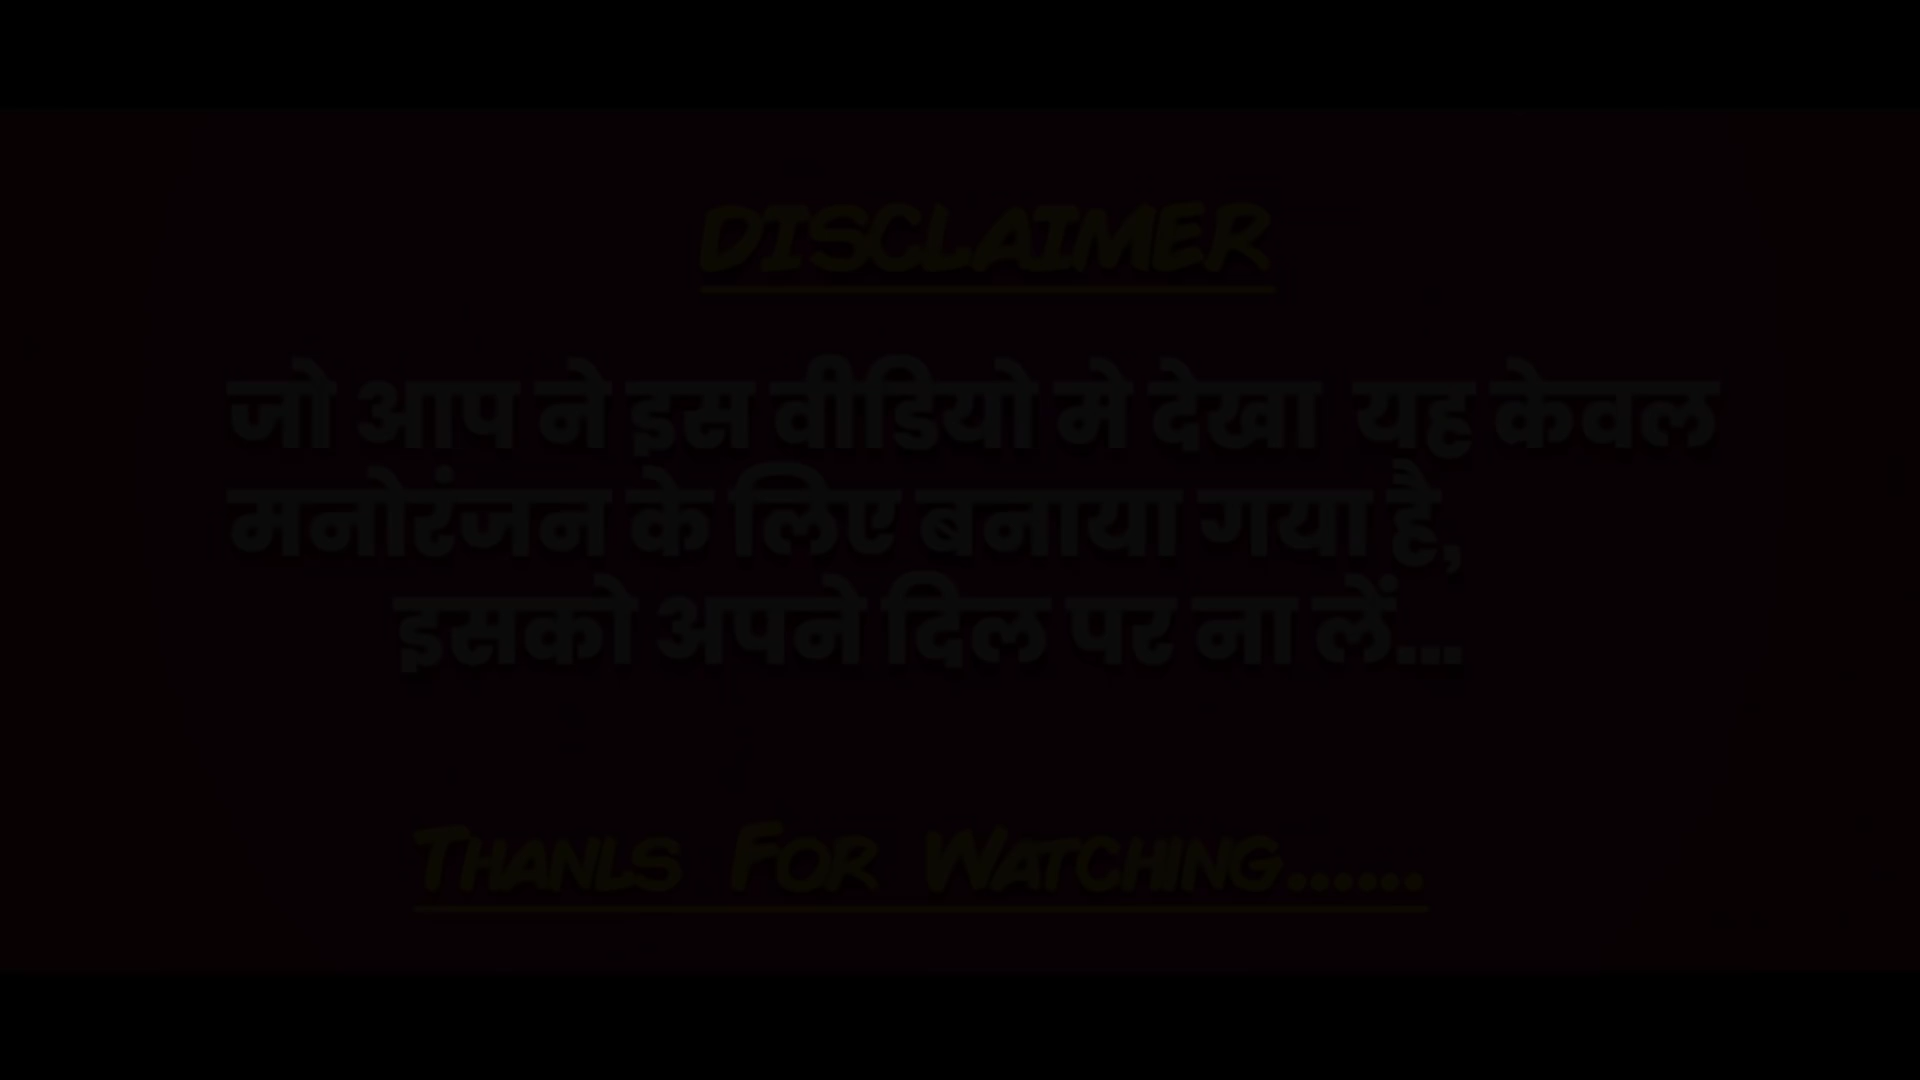 DISCLAIMER
जो आप ने इस वीडियो मे देखा यह केवल
मनोरंजन के लिए बनाया गया है,
इसको अपने दिल पर ना लें...
THANLS FOR WATCHING......